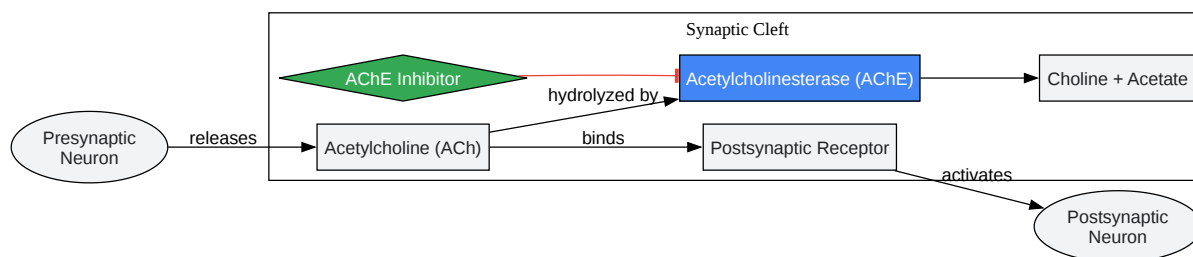 Synaptic Cleft
AChE Inhibitor
Acetylcholinesterase (AChE)
Choline + Acetate
hydrolyzed by
Presynaptic
Neuron
releases
Acetylcholine (ACh)
binds
Postsynaptic Receptor
activates
Postsynaptic
Neuron